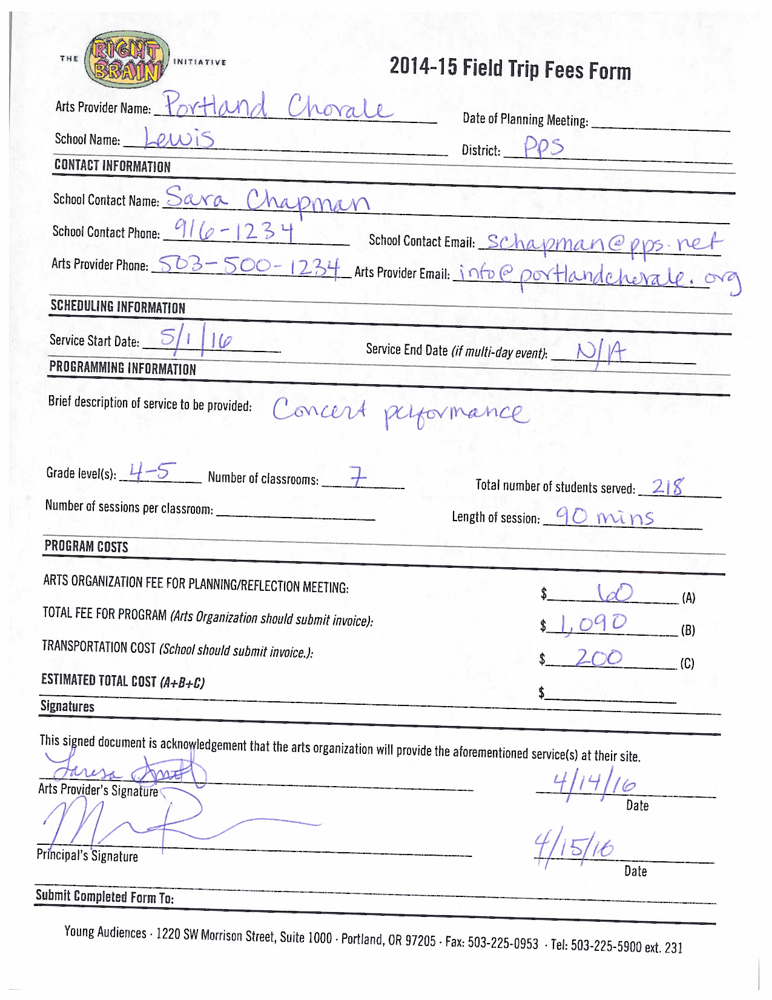 THE RIGHT BRAIN INITIATIVE
2014-15 Field Trip Fees Form
Arts Provider Name: Portland Chorale
Date of Planning Meeting:
School Name: Lewis
District: PPS
CONTACT INFORMATION
School Contact Name: Sara Chapman
School Contact Phone: 916-1234
School Contact Email: schapman@pps.net
Arts Provider Phone: 503-500-1234 Arts Provider Email: info@portlandchorale.org
SCHEDULING INFORMATION
Service Start Date: 5/1/16
Service End Date (if multi-day event): N/A
PROGRAMMING INFORMATION
Brief description of service to be provided: Concert performance
Grade level(s): 4-5 Number of classrooms: 7
Total number of students served: 218
Number of sessions per classroom:
Length of session: 90 mins
PROGRAM COSTS
ARTS ORGANIZATION FEE FOR PLANNING/REFLECTION MEETING: $ 60 (A)
TOTAL FEE FOR PROGRAM (Arts Organization should submit invoice): $ 1,090 (B)
TRANSPORTATION COST (School should submit invoice.): $ 200 (C)
ESTIMATED TOTAL COST (A+B+C) $
Signatures
This signed document is acknowledgement that the arts organization will provide the aforementioned service(s) at their site.
Teresa Smith 4/14/16
Arts Provider's Signature Date
4/15/16
Principal's Signature Date
Submit Completed Form To:
Young Audiences · 1220 SW Morrison Street, Suite 1000 · Portland, OR 97205 · Fax: 503-225-0953 · Tel: 503-225-5900 ext. 231